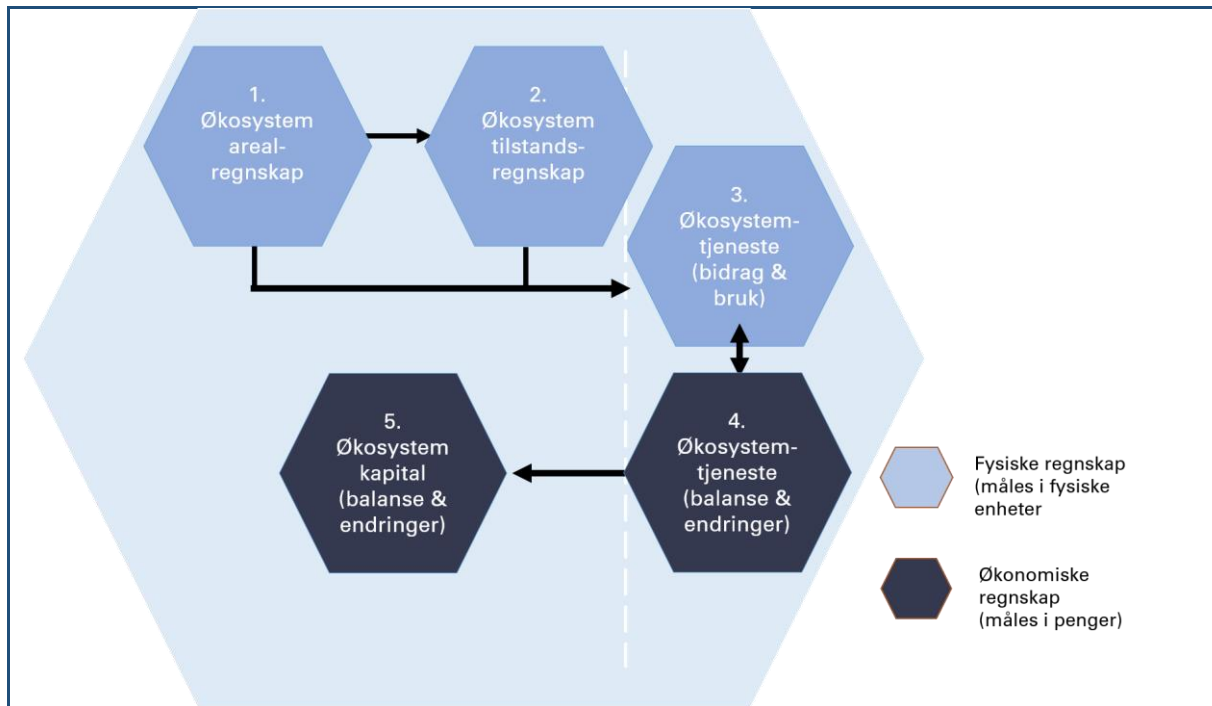 1.
Økosystem
areal-
regnskap
2.
Økosystem
tilstands-
regnskap
3.
Økosystem-
tjeneste
(bidrag &
bruk)
4.
Økosystem-
tjeneste
(balanse &
endringer)
5.
Økosystem
kapital
(balanse &
endringer)
Fysiske regnskap
(måles i fysiske
enheter
Økonomiske
regnskap
(måles i penger)